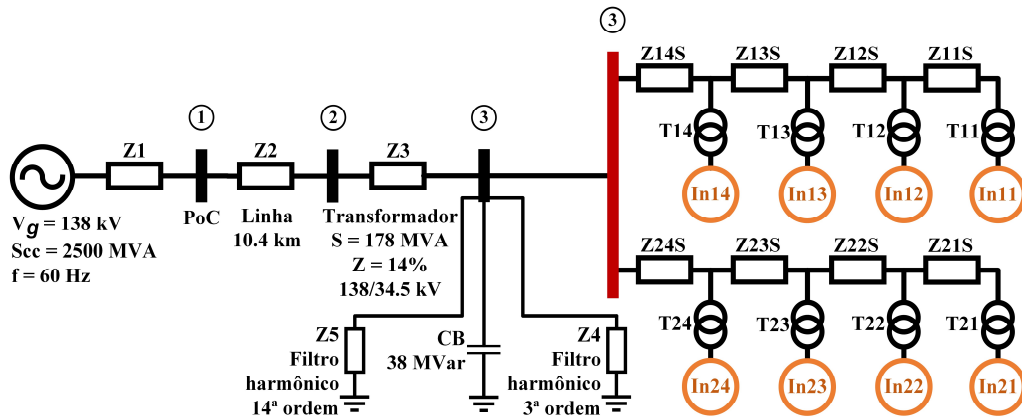 3
Z14S
Z13S
Z12S
Z11S
T14
T13
T12
T11
In14
In13
In12
In11
1
2
3
Z1
Z2
Z3
PoC
Vg = 138 kV
Scc = 2500 MVA
f = 60 Hz
Linha
10.4 km
Transformador
S = 178 MVA
Z = 14%
138/34.5 kV
Z24S
Z23S
Z22S
Z21S
T24
T23
T22
T21
In24
In23
In22
In21
Z5
Filtro
harmônico
14ª ordem
CB
38 MVar
Z4
Filtro
harmônico
3ª ordem